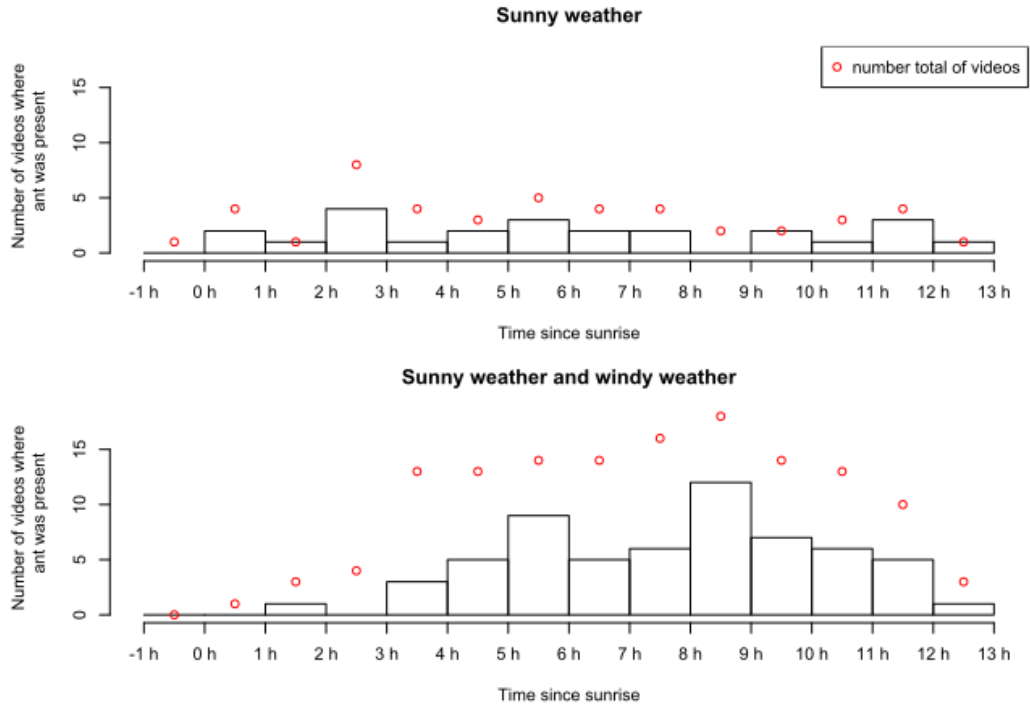 Sunny weather
number total of videos
Number of videos where
ant was present
15
10
5
0
-1 h 0 h 1 h 2 h 3 h 4 h 5 h 6 h 7 h 8 h 9 h 10 h 11 h 12 h 13 h
Time since sunrise
Sunny weather and windy weather
Number of videos where
ant was present
15
10
5
0
-1 h 0 h 1 h 2 h 3 h 4 h 5 h 6 h 7 h 8 h 9 h 10 h 11 h 12 h 13 h
Time since sunrise